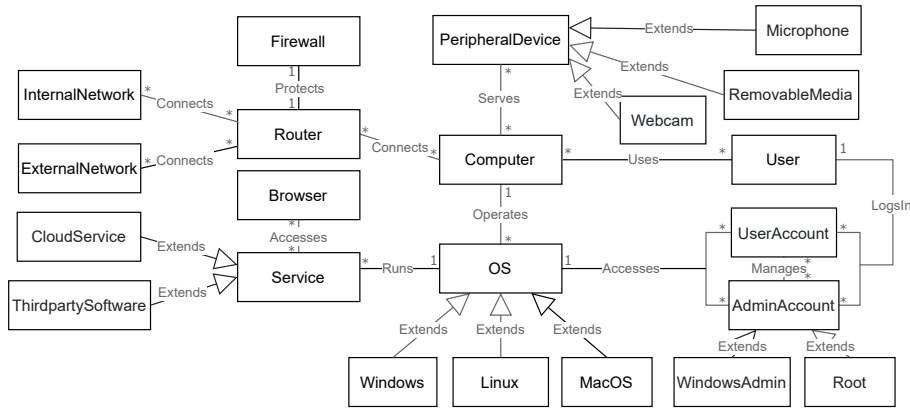 Firewall
PeripheralDevice
Extends
Microphone
1
Protects
1
*
Extends
RemovableMedia
InternalNetwork
*
Connects
*
Router
Serves
Extends
Webcam
ExternalNetwork
*
Connects
*
*
Connects
*
*
Computer
*
Uses
*
User
1
LogsIn
Browser
*
Accesses
*
1
Operates
*
CloudService
Extends
ThirdpartySoftware
Extends
Service
*
Runs
1
OS
1
Accesses
*
UserAccount
*
Manages
*
*
*
AdminAccount
*
Extends
Extends
Extends
Extends
Extends
Windows
Linux
MacOS
WindowsAdmin
Root